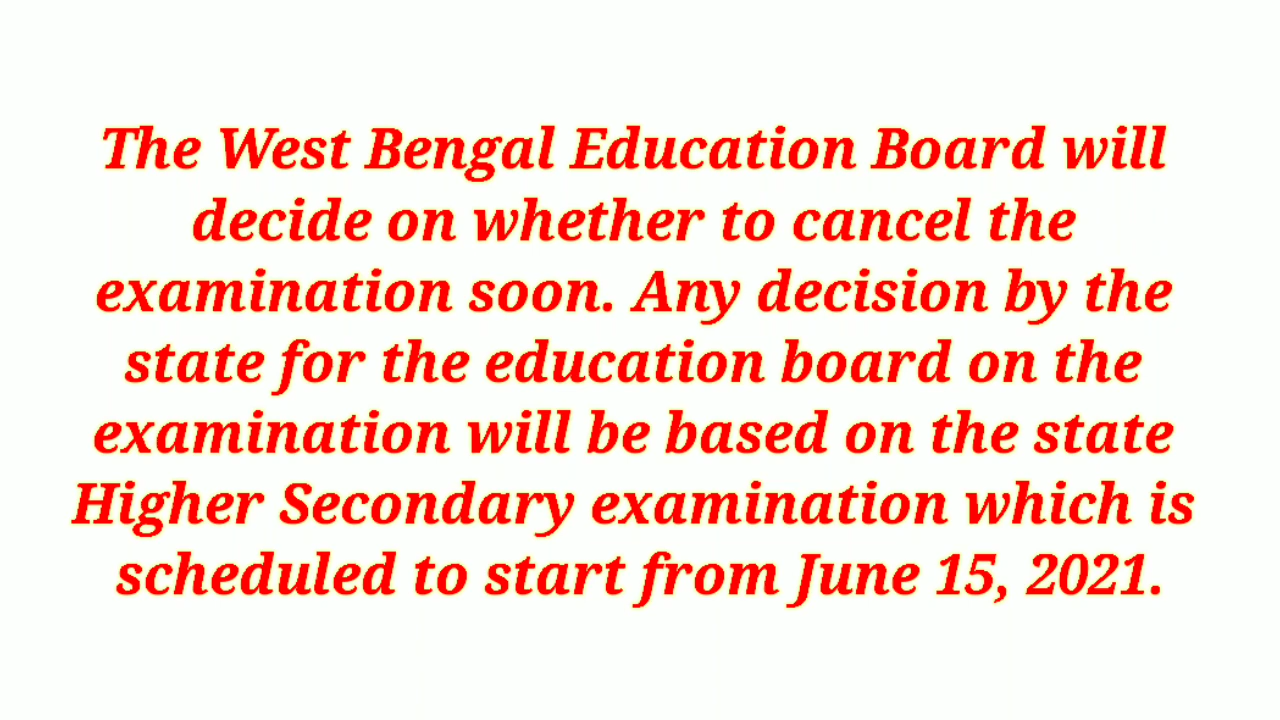 The West Bengal Education Board will
decide on whether to cancel the
examination soon. Any decision by the
state for the education board on the
examination will be based on the state
Higher Secondary examination which is
scheduled to start from June 15, 2021.